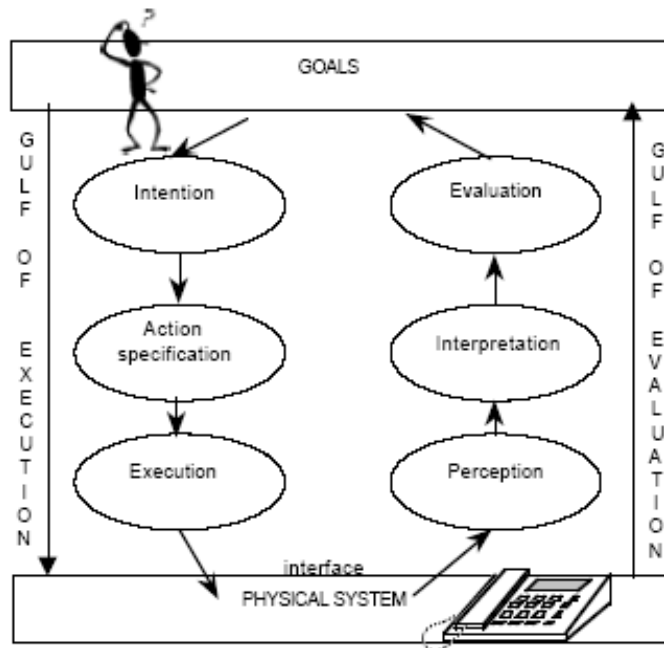 ?
GOALS
GULF OF EXECUTION
Intention
Action
specification
Execution
Evaluation
Interpretation
Perception
GULF OF EVALUATION
interface
PHYSICAL SYSTEM